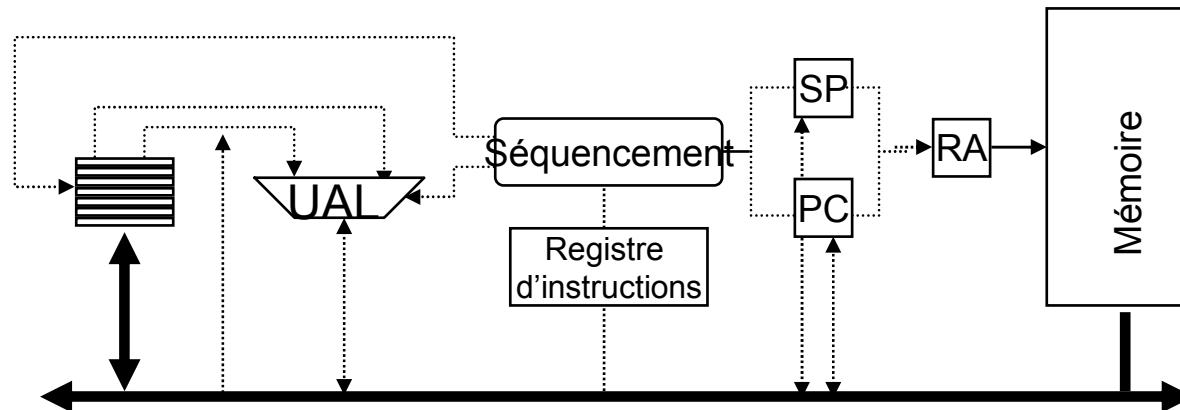 SP
Séquencement
RA
UAL
PC
Registre
d’instructions
Mémoire